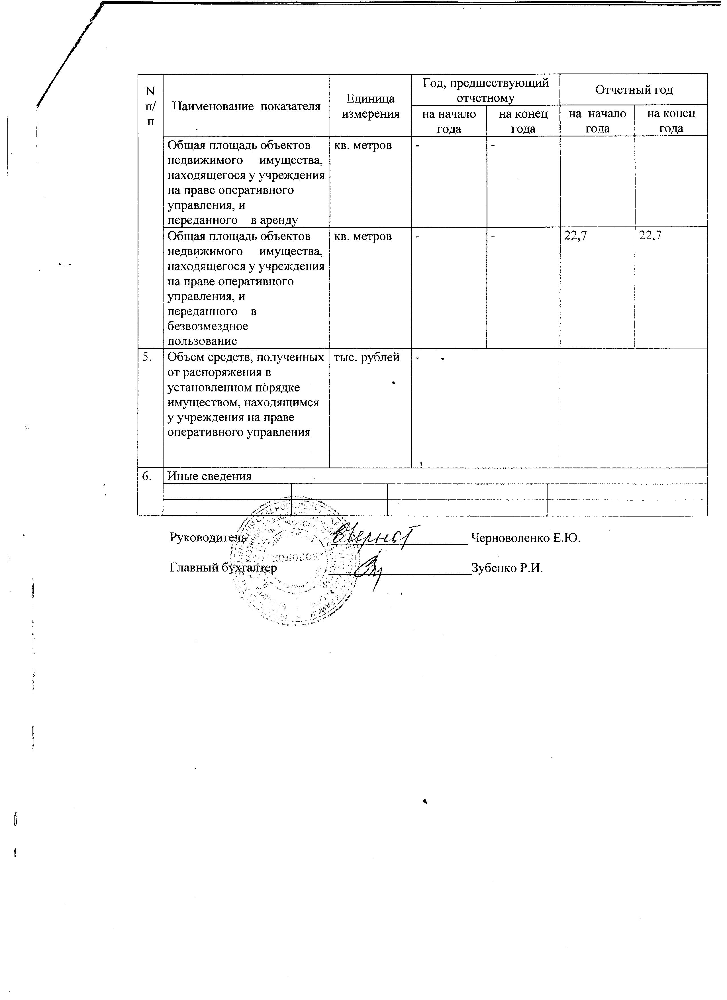 N
п/
п
Наименование показателя
Единица
измерения
Год, предшествующий
отчетному
Отчетный год
на начало
года
на конец
года
на начало
года
на конец
года
Общая площадь объектов
недвижимого имущества,
находящегося у учреждения
на праве оперативного
управления, и
переданного в аренду
кв. метров
-
-
Общая площадь объектов
недвижимого имущества,
находящегося у учреждения
на праве оперативного
управления, и
переданного в
безвозмездное
пользование
кв. метров
-
-
22,7
22,7
5.
Объем средств, полученных
от распоряжения в
установленном порядке
имуществом, находящимся
у учреждения на праве
оперативного управления
тыс. рублей
-
6.
Иные сведения
Руководитель
Черноволенко Е.Ю.
Главный бухгалтер
Зубенко Р.И.